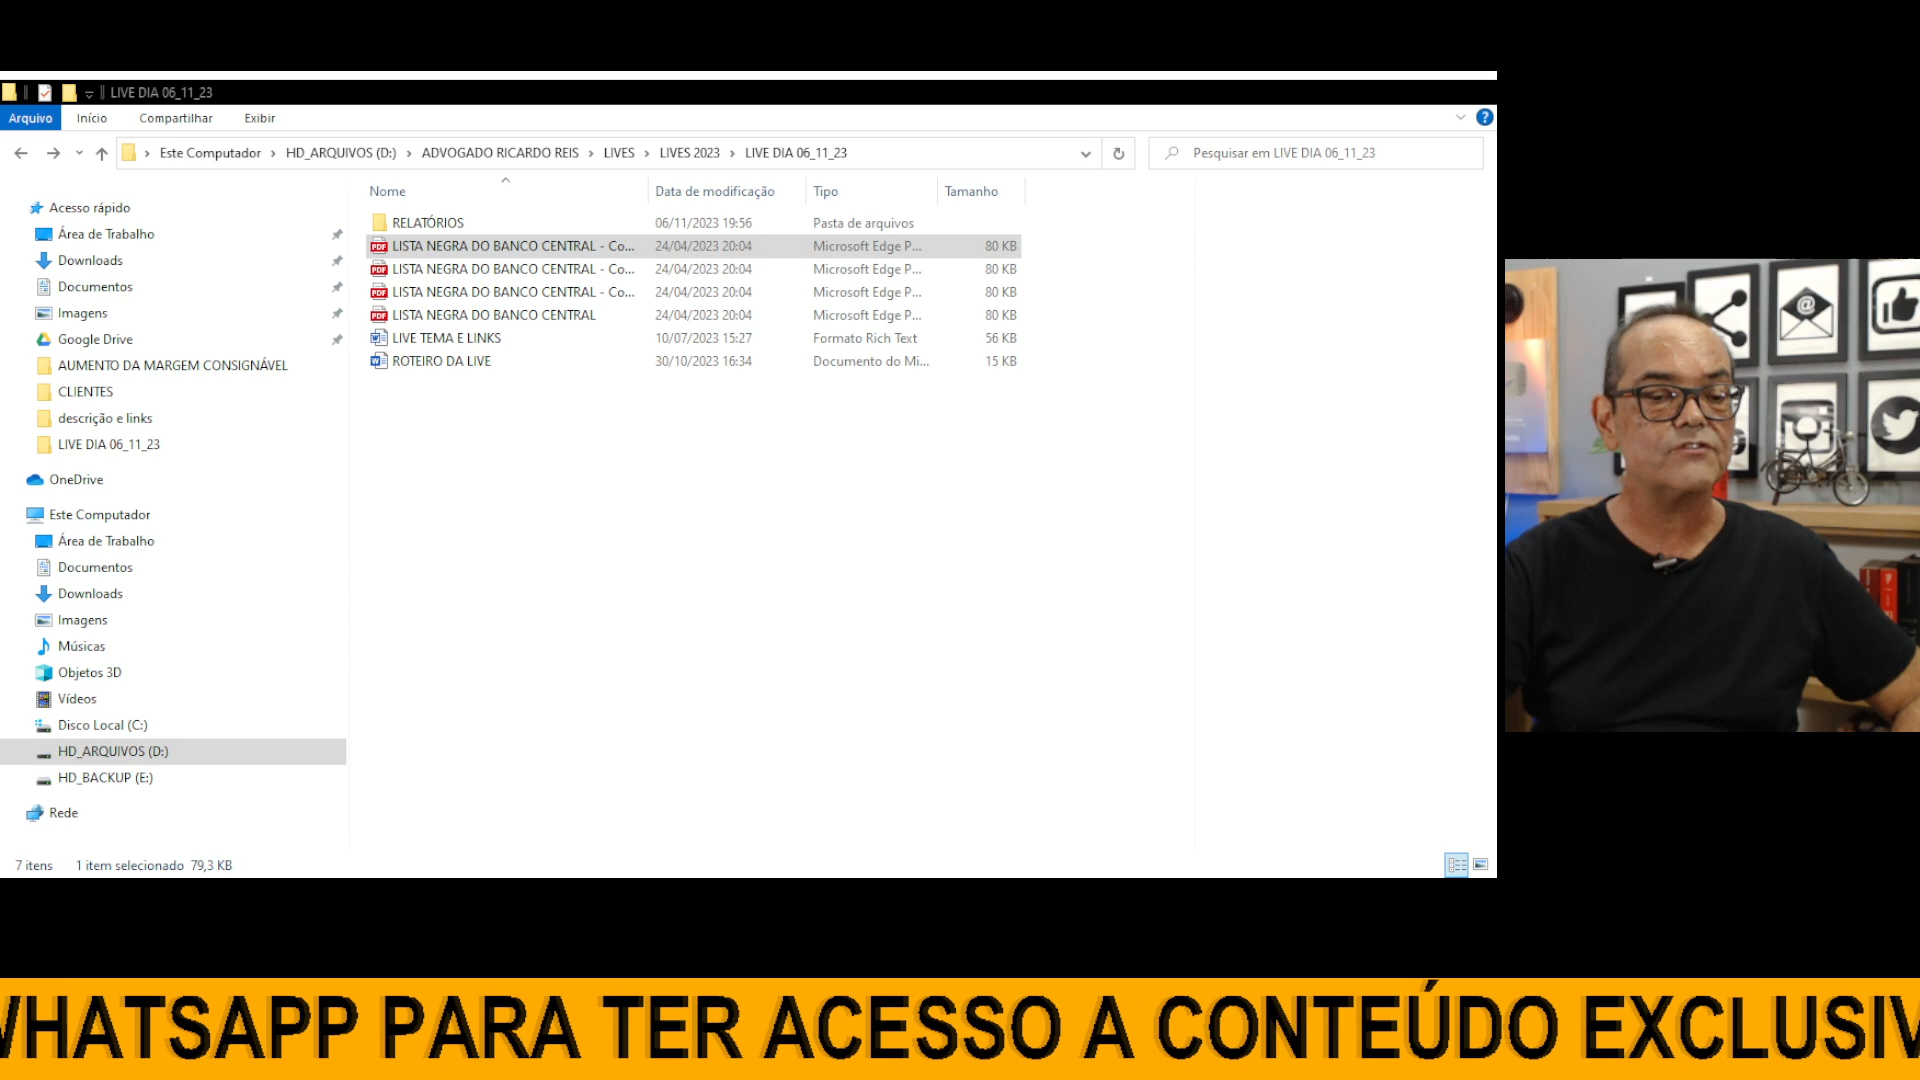 LIVE DIA 06_11_23
Arquivo Início Compartilhar Exibir
Este Computador › HD_ARQUIVOS (D:) › ADVOGADO RICARDO REIS › LIVES › LIVES 2023 › LIVE DIA 06_11_23
Pesquisar em LIVE DIA 06_11_23
Nome Data de modificação Tipo Tamanho
RELATÓRIOS 06/11/2023 19:56 Pasta de arquivos
LISTA NEGRA DO BANCO CENTRAL - Co... 24/04/2023 20:04 Microsoft Edge P... 80 KB
LISTA NEGRA DO BANCO CENTRAL - Co... 24/04/2023 20:04 Microsoft Edge P... 80 KB
LISTA NEGRA DO BANCO CENTRAL - Co... 24/04/2023 20:04 Microsoft Edge P... 80 KB
LISTA NEGRA DO BANCO CENTRAL 24/04/2023 20:04 Microsoft Edge P... 80 KB
LIVE TEMA E LINKS 10/07/2023 15:27 Formato Rich Text 56 KB
ROTEIRO DA LIVE 30/10/2023 16:34 Documento do Mi... 15 KB
Acesso rápido
Área de Trabalho
Downloads
Documentos
Imagens
Google Drive
AUMENTO DA MARGEM CONSIGNÁVEL
CLIENTES
descrição e links
LIVE DIA 06_11_23
OneDrive
Este Computador
Área de Trabalho
Documentos
Downloads
Imagens
Músicas
Objetos 3D
Vídeos
Disco Local (C:)
HD_ARQUIVOS (D:)
HD_BACKUP (E:)
Rede
7 itens 1 item selecionado 79,3 KB
WHATSAPP PARA TER ACESSO A CONTEÚDO EXCLUSIV